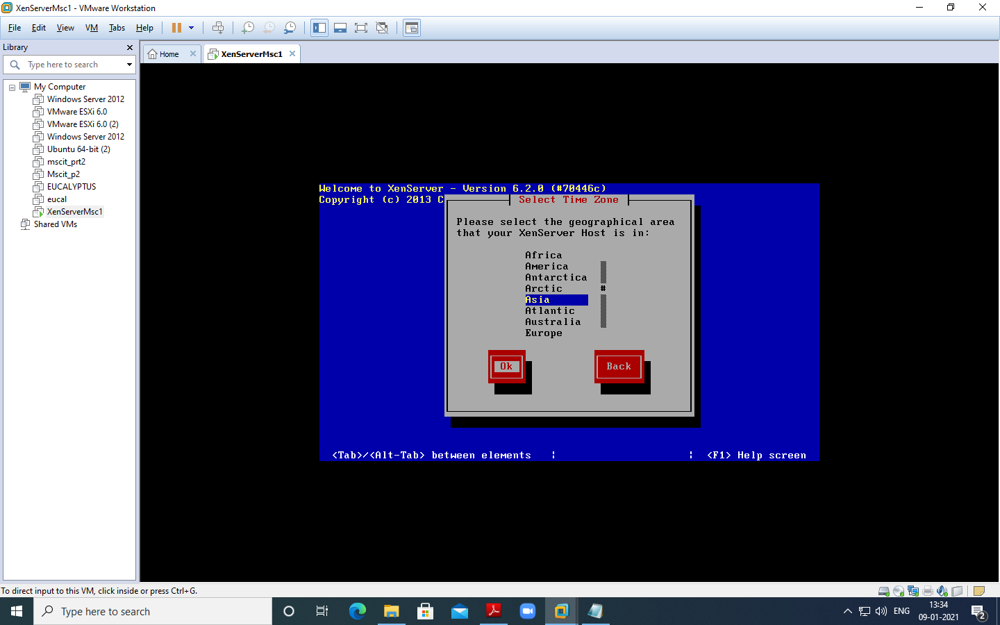 XenServerMsc1 - VMware Workstation
File Edit View VM Tabs Help
Library
Type here to search
My Computer
Windows Server 2012
VMware ESXi 6.0
VMware ESXi 6.0 (2)
Windows Server 2012
Ubuntu 64-bit (2)
mscit_prt2
Mscit_p2
EUCALYPTUS
eucal
XenServerMsc1
Shared VMs
Home
XenServerMsc1
Welcome to XenServer - Version 6.2.0 (#70446c)
Copyright (c) 2013 C
Select Time Zone
Please select the geographical area
that your XenServer Host is in:
Africa
America
Antarctica
Arctic #
Asia
Atlantic
Australia
Europe
Ok Back
<Tab>/<Alt-Tab> between elements ¦ ¦ <F1> Help screen
To direct input to this VM, click inside or press Ctrl+G.
Type here to search
ENG
13:34
09-01-2021
2